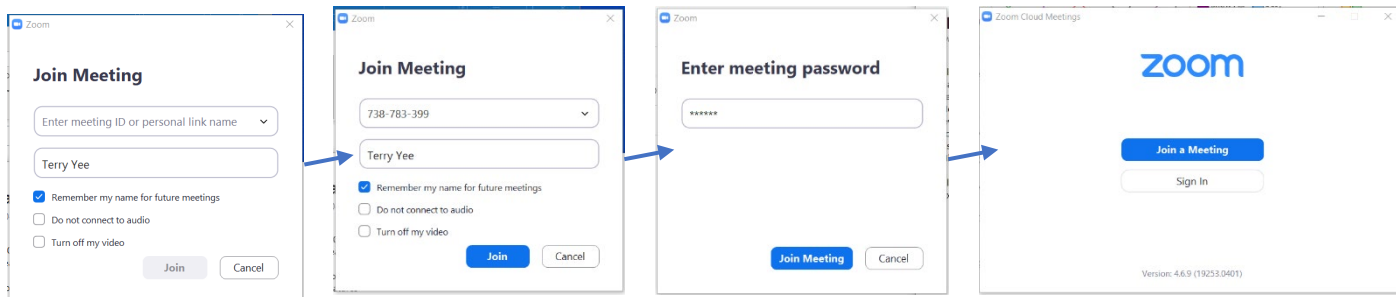 Zoom
Join Meeting
Enter meeting ID or personal link name
Terry Yee
Remember my name for future meetings
Do not connect to audio
Turn off my video
Join
Cancel
Zoom
Join Meeting
738-783-399
Terry Yee
Remember my name for future meetings
Do not connect to audio
Turn off my video
Join
Cancel
Zoom
Enter meeting password
******
Join Meeting
Cancel
Zoom Cloud Meetings
zoom
Join a Meeting
Sign In
Version: 4.6.9 (19253.0401)